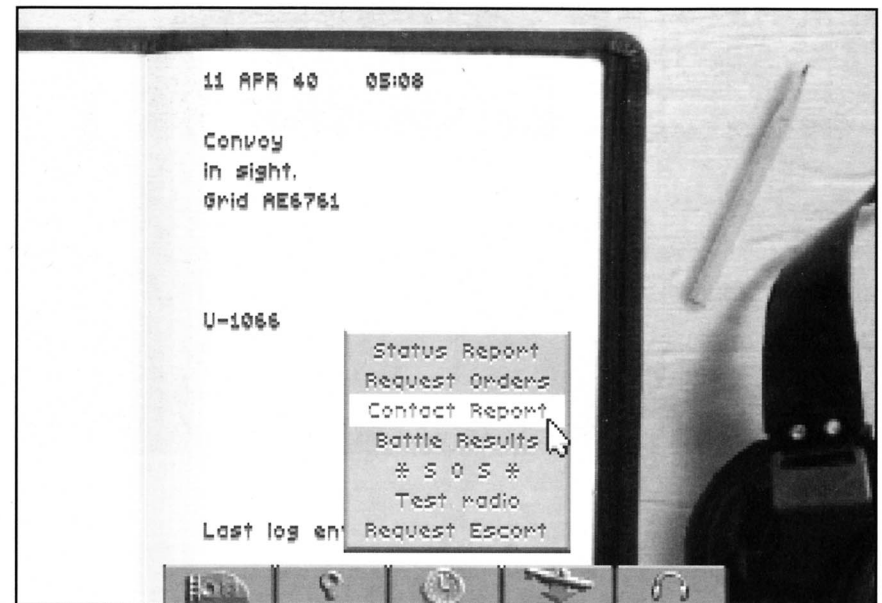 11 APR 40 05:08
Convoy
in sight.
Grid AE6761
U-1066
Status Report
Request Orders
Contact Report
Battle Results
* S O S *
Test radio
Request Escort
Last log en